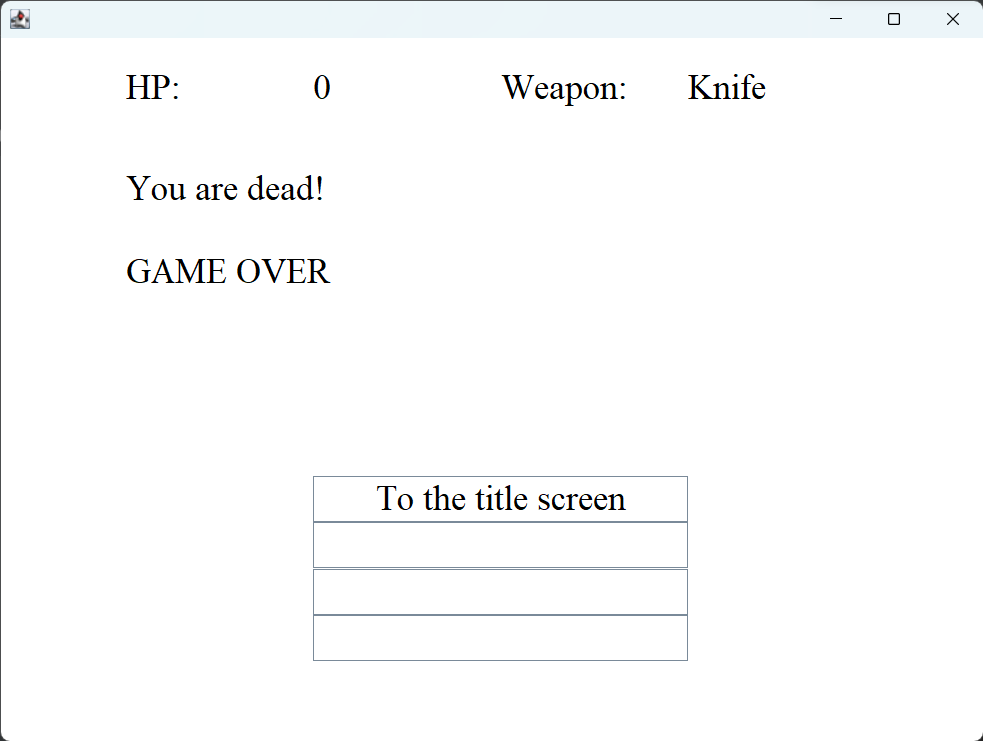 HP: 0 Weapon: Knife
You are dead!
GAME OVER
To the title screen